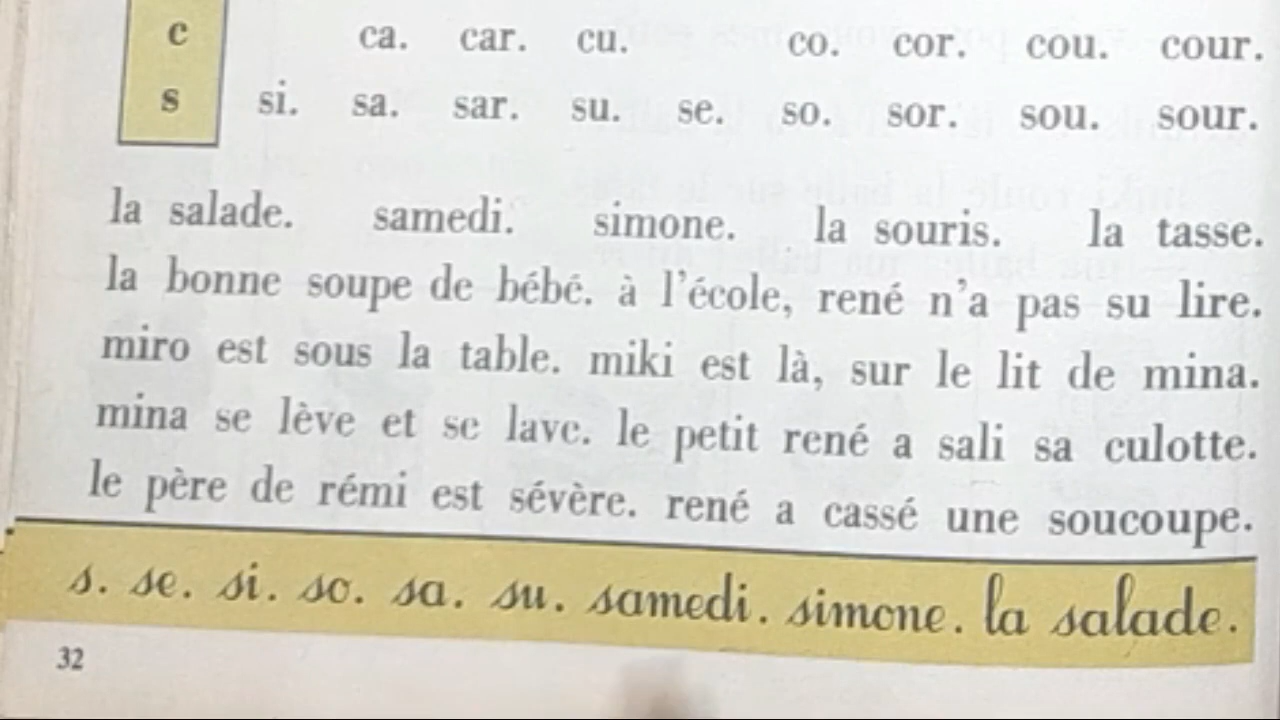 c ca. car. cu. co. cor. cou. cour.
s si. sa. sar. su. se. so. sor. sou. sour.
la salade. samedi. simone. la souris. la tasse.
la bonne soupe de bébé. à l'école, rené n'a pas su lire.
miro est sous la table. miki est là, sur le lit de mina.
mina se lève et se lave. le petit rené a sali sa culotte.
le père de rémi est sévère. rené a cassé une soucoupe.
s. se. si. so. sa. su. samedi. simone. la salade.
32